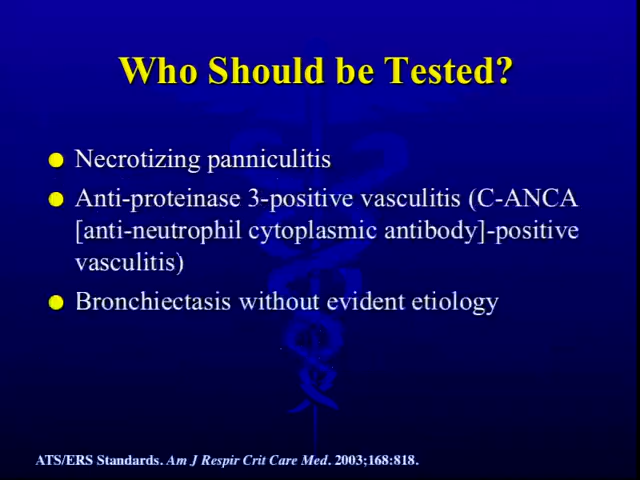 Who Should be Tested?
Necrotizing panniculitis
Anti-proteinase 3-positive vasculitis (C-ANCA
[anti-neutrophil cytoplasmic antibody]-positive
vasculitis)
Bronchiectasis without evident etiology
ATS/ERS Standards. Am J Respir Crit Care Med. 2003;168:818.